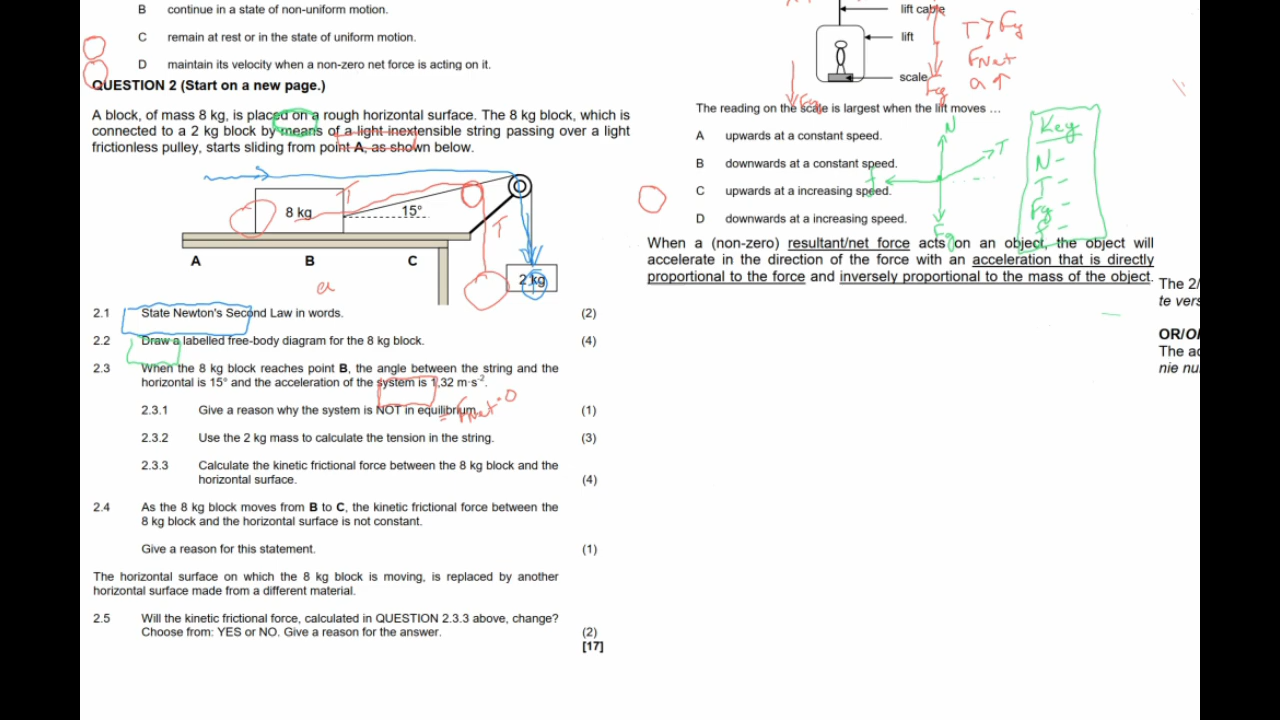 B continue in a state of non-uniform motion.
C remain at rest or in the state of uniform motion.
D maintain its velocity when a non-zero net force is acting on it.
QUESTION 2 (Start on a new page.)
A block, of mass 8 kg, is placed on a rough horizontal surface. The 8 kg block, which is
connected to a 2 kg block by means of a light inextensible string passing over a light
frictionless pulley, starts sliding from point A, as shown below.
T
8 kg
15°
T
A B C
2 kg
a
2.1 State Newton's Second Law in words. (2)
2.2 Draw a labelled free-body diagram for the 8 kg block. (4)
2.3 When the 8 kg block reaches point B, the angle between the string and the
horizontal is 15° and the acceleration of the system is 1,32 m·s-2.
2.3.1 Give a reason why the system is NOT in equilibrium. (1)
= FNet = 0
2.3.2 Use the 2 kg mass to calculate the tension in the string. (3)
2.3.3 Calculate the kinetic frictional force between the 8 kg block and the
horizontal surface. (4)
2.4 As the 8 kg block moves from B to C, the kinetic frictional force between the
8 kg block and the horizontal surface is not constant.
Give a reason for this statement. (1)
The horizontal surface on which the 8 kg block is moving, is replaced by another
horizontal surface made from a different material.
2.5 Will the kinetic frictional force, calculated in QUESTION 2.3.3 above, change?
Choose from: YES or NO. Give a reason for the answer. (2)
[17]
lift cable
lift
scale
Fg
Fg
T > Fg
FNet
a ↑
The reading on the scale is largest when the lift moves …
A upwards at a constant speed.
B downwards at a constant speed.
C upwards at a increasing speed.
D downwards at a increasing speed.
N
T
f
Fg
Key
N -
T -
Fg -
f -
When a (non-zero) resultant/net force acts on an object, the object will
accelerate in the direction of the force with an acceleration that is directly
proportional to the force and inversely proportional to the mass of the object.
The 2/
te vers
OR/O
The ac
nie nu